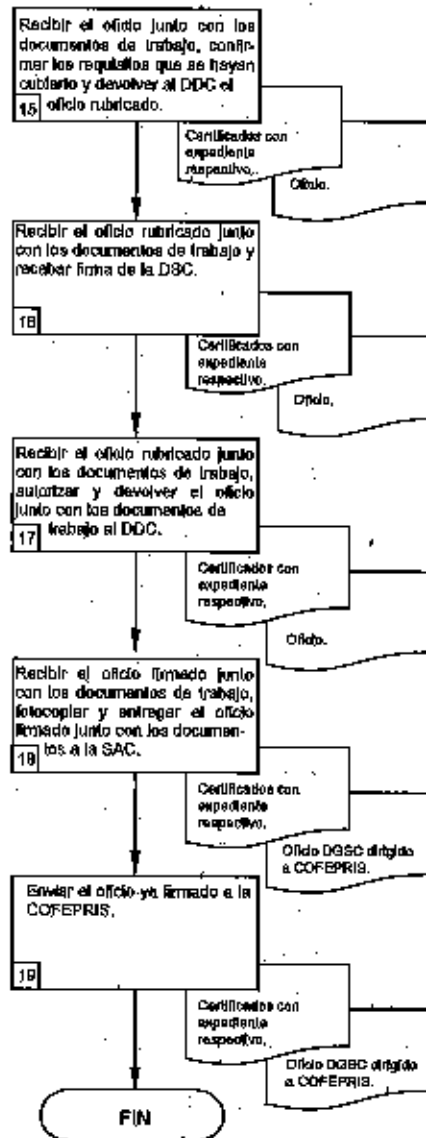 Recibir el oficio junto con los
documentos de trabajo, confir-
mar los requisitos que se hayan
cubierto y devolver al DDC el
15 oficio rubricado.
Certificados con
expediente
respectivo.
Oficio.
Recibir el oficio rubricado junto
con los documentos de trabajo y
recabar firma de la DSC.
16
Certificados con
expediente
respectivo.
Oficio.
Recibir el oficio rubricado junto
con los documentos de trabajo,
autorizar y devolver el oficio
junto con los documentos de
17 trabajo al DDC.
Certificados con
expediente
respectivo.
Oficio.
Recibir el oficio firmado junto
con los documentos de trabajo,
fotocopiar y entregar el oficio
firmado junto con los documen-
18 tos a la SAC.
Certificados con
expediente
respectivo.
Oficio DGSC dirigido
a COFEPRIS.
Enviar el oficio ya firmado a la
COFEPRIS.
19
Certificados con
expediente
respectivo.
Oficio DGSC dirigido
a COFEPRIS.
FIN